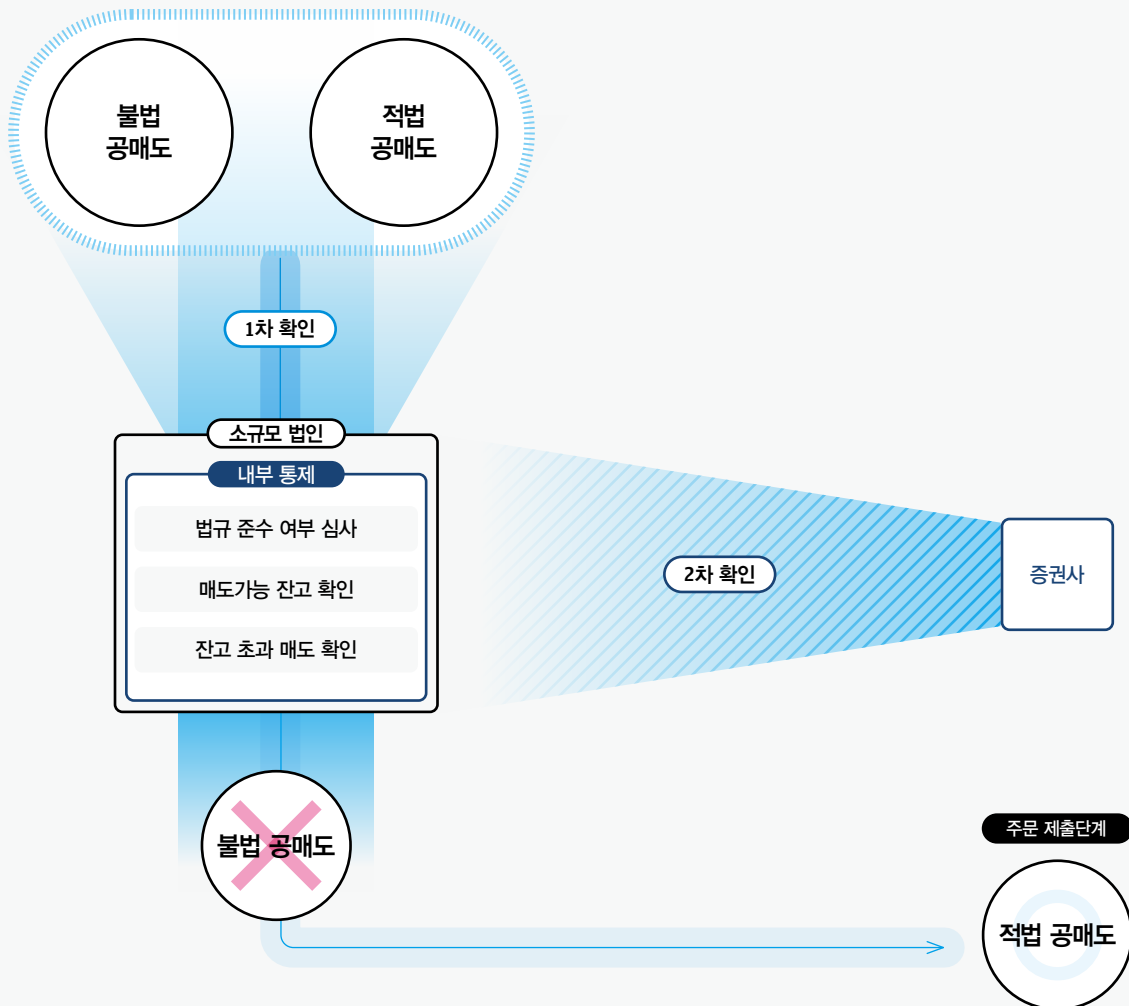 불법
공매도
적법
공매도
1차 확인
소규모 법인
내부 통제
법규 준수 여부 심사
매도가능 잔고 확인
잔고 초과 매도 확인
2차 확인
증권사
불법 공매도
주문 제출단계
적법 공매도